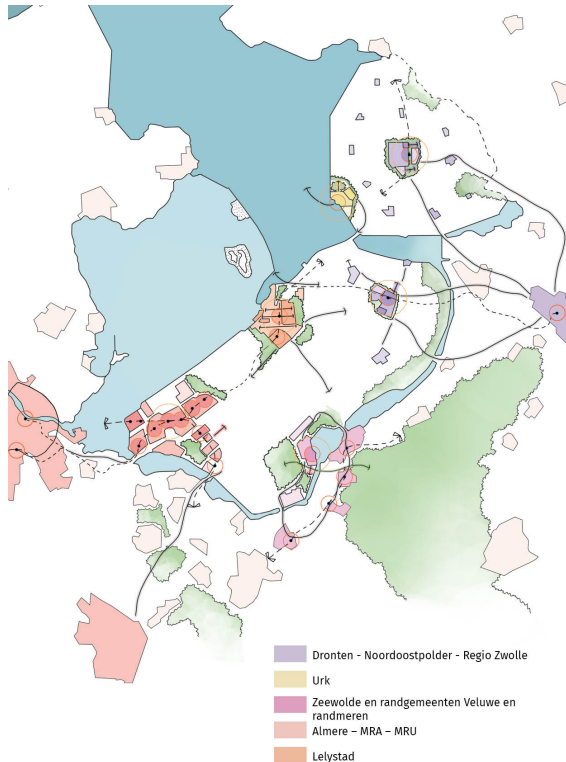 Dronten - Noordoostpolder - Regio Zwolle
Urk
Zeewolde en randgemeenten Veluwe en
randmeren
Almere – MRA – MRU
Lelystad